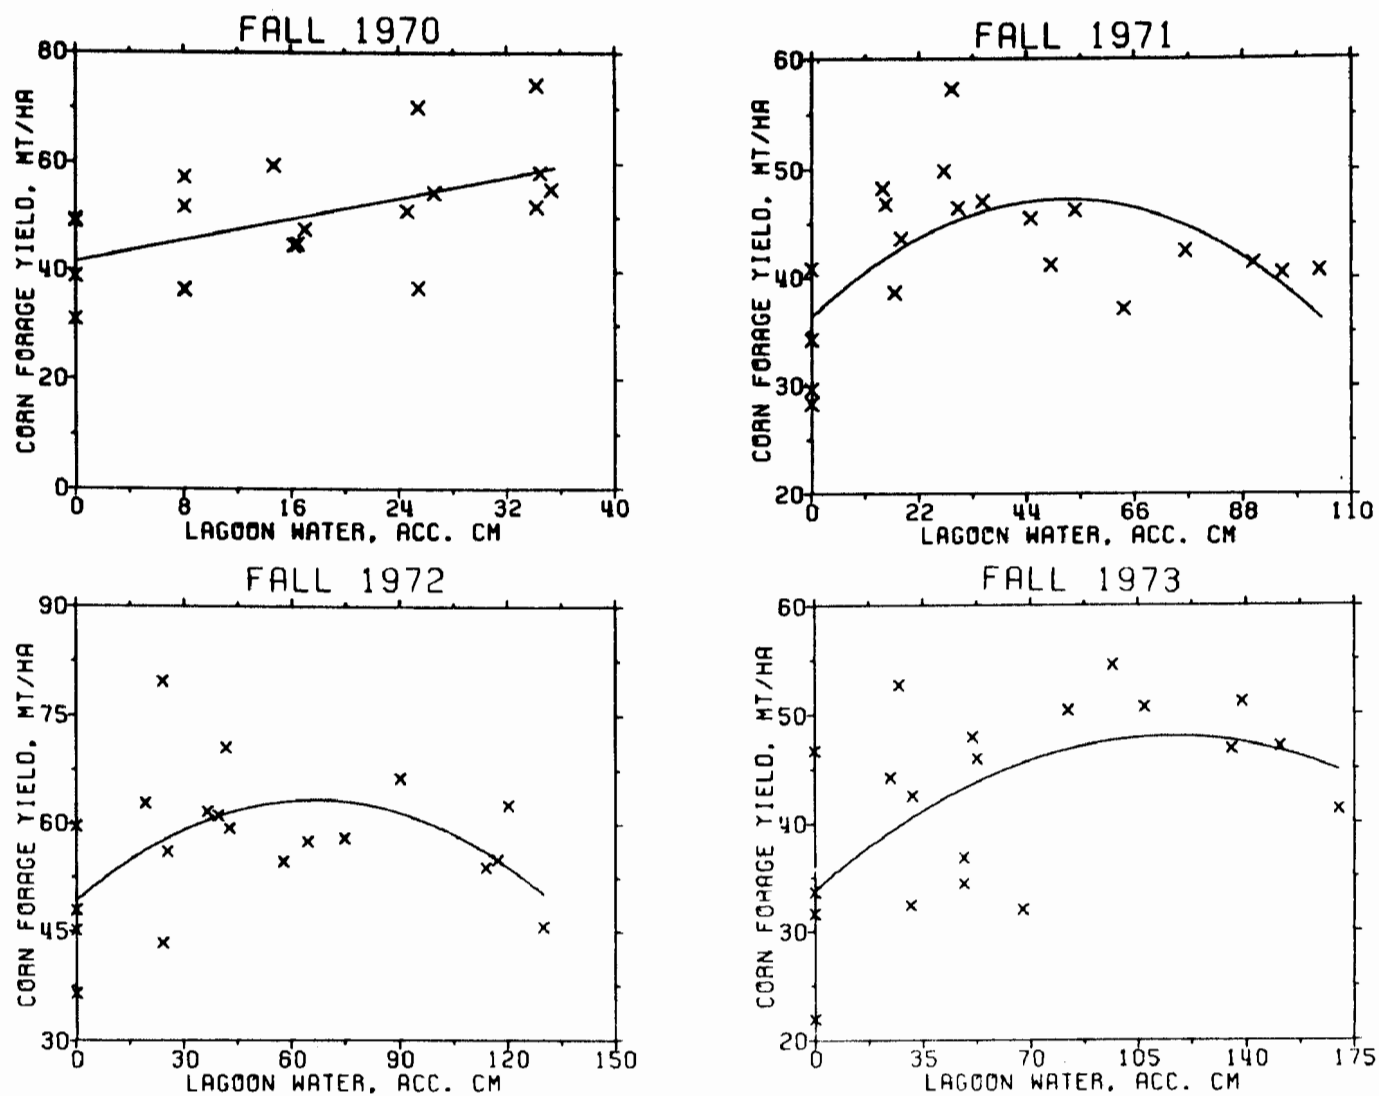 FALL 1970
80
60
40
20
0
CORN FORAGE YIELD, MT/HA
0 8 16 24 32 40
LAGOON WATER, ACC. CM
FALL 1971
60
50
40
30
20
CORN FORAGE YIELD, MT/HA
0 22 44 66 88 110
LAGOCN WATER, ACC. CM
FALL 1972
90
75
60
45
30
CORN FORAGE YIELD, MT/HA
0 30 60 90 120 150
LAGOON WATER, ACC. CM
FALL 1973
60
50
40
30
20
CORN FORAGE YIELD, MT/HA
0 35 70 105 140 175
LAGOON WATER, ACC. CM